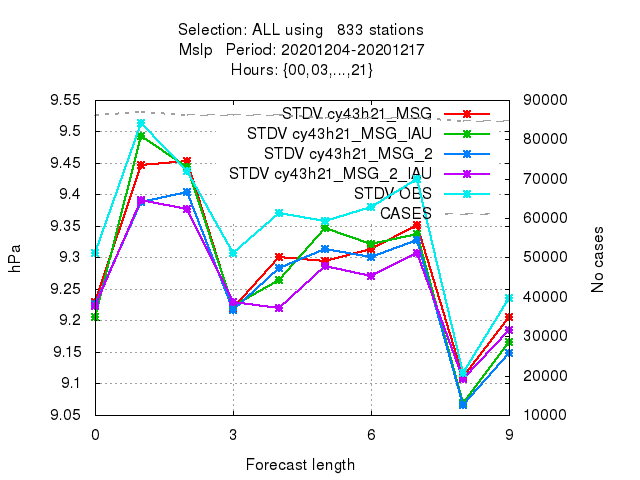 Selection: ALL using   833 stations
Mslp   Period: 20201204-20201217
Hours: {00,03,...,21}
9.55
9.5
9.45
9.4
9.35
9.3
9.25
9.2
9.15
9.1
9.05
hPa
STDV cy43h21_MSG
STDV cy43h21_MSG_IAU
STDV cy43h21_MSG_2
STDV cy43h21_MSG_2_IAU
STDV OBS
CASES
90000
80000
70000
60000
50000
40000
30000
20000
10000
No cases
0 3 6 9
Forecast length